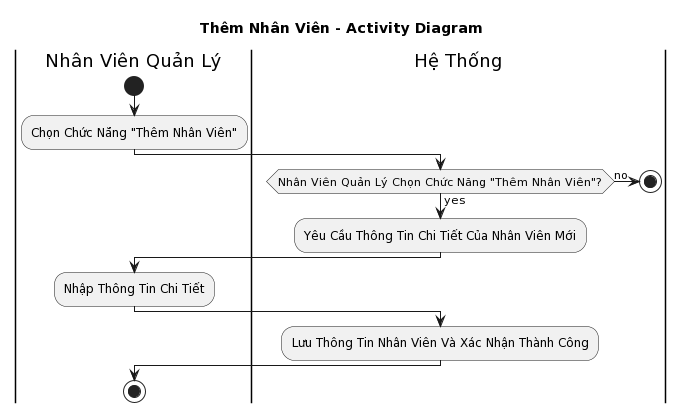 Thêm Nhân Viên - Activity Diagram
Nhân Viên Quản Lý
Hệ Thống
Chọn Chức Năng "Thêm Nhân Viên"
Nhân Viên Quản Lý Chọn Chức Năng "Thêm Nhân Viên"?
no
yes
Yêu Cầu Thông Tin Chi Tiết Của Nhân Viên Mới
Nhập Thông Tin Chi Tiết
Lưu Thông Tin Nhân Viên Và Xác Nhận Thành Công